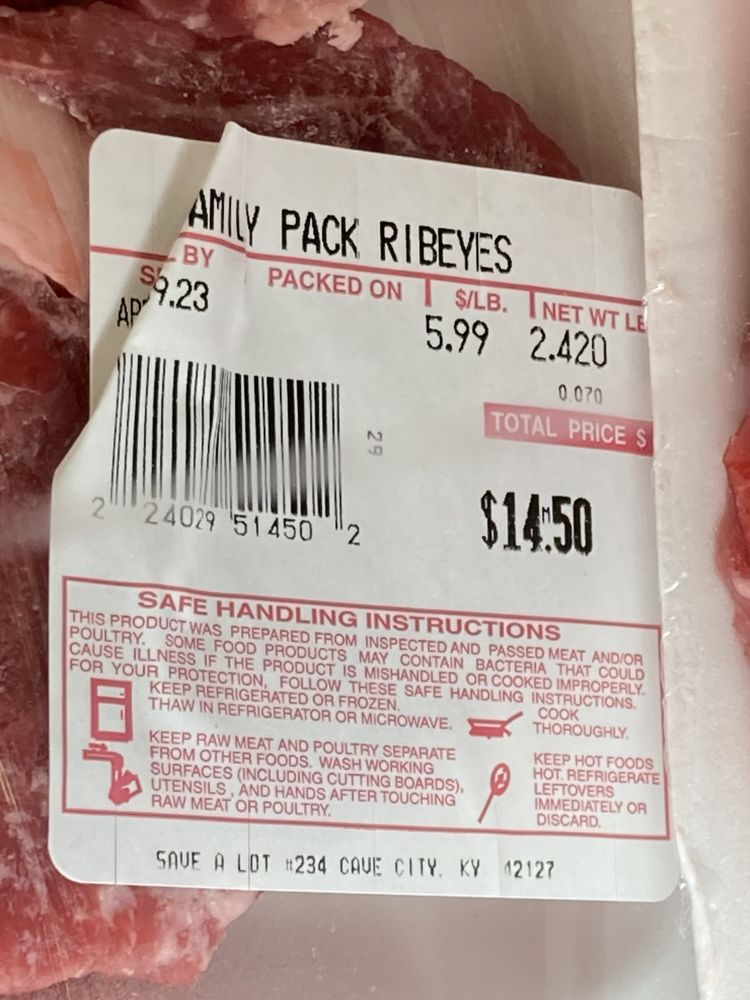 AMILY PACK RIBEYES
BY PACKED ON $/LB. NET WT
9.23 5.99 2.420
0.070
TOTAL PRICE $
29
$14.50
2 24029 51450 2
SAFE HANDLING INSTRUCTIONS
THIS PRODUCT WAS PREPARED FROM INSPECTED AND PASSED MEAT AND/OR
POULTRY. SOME FOOD PRODUCTS MAY CONTAIN BACTERIA THAT COULD
CAUSE ILLNESS IF THE PRODUCT IS MISHANDLED OR COOKED IMPROPERLY.
FOR YOUR PROTECTION, FOLLOW THESE SAFE HANDLING INSTRUCTIONS.
KEEP REFRIGERATED OR FROZEN.
THAW IN REFRIGERATOR OR MICROWAVE.
COOK
THOROUGHLY.
KEEP RAW MEAT AND POULTRY SEPARATE
FROM OTHER FOODS. WASH WORKING
SURFACES (INCLUDING CUTTING BOARDS),
UTENSILS, AND HANDS AFTER TOUCHING
RAW MEAT OR POULTRY.
KEEP HOT FOODS
HOT. REFRIGERATE
LEFTOVERS
IMMEDIATELY OR
DISCARD.
SAVE A LOT #234 CAVE CITY. KY 42127